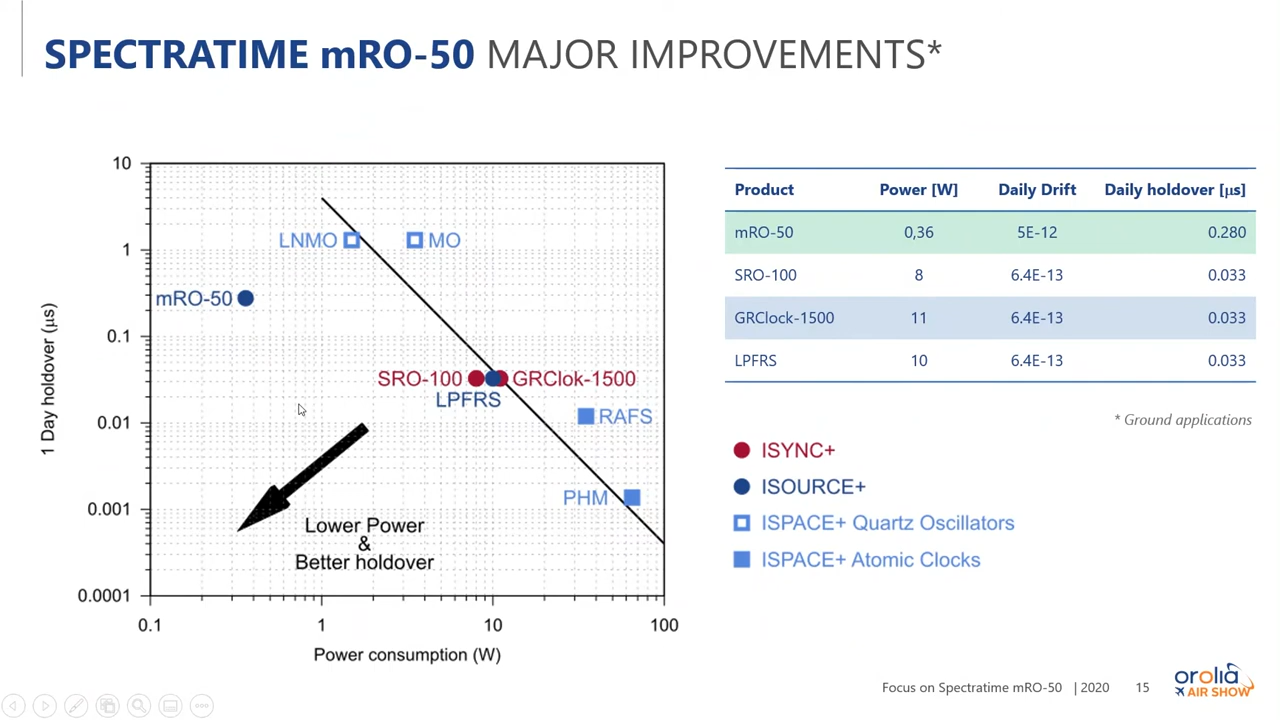 SPECTRATIME mRO-50 MAJOR IMPROVEMENTS*
10
1
0.1
0.01
0.001
0.0001
1 Day holdover (μs)
LNMO
MO
mRO-50
SRO-100
GRClok-1500
LPFRS
RAFS
PHM
Lower Power
&
Better holdover
0.1 1 10 100
Power consumption (W)
Product Power [W] Daily Drift Daily holdover [μs]
mRO-50 0,36 5E-12 0.280
SRO-100 8 6.4E-13 0.033
GRClock-1500 11 6.4E-13 0.033
LPFRS 10 6.4E-13 0.033
* Ground applications
ISYNC+
ISOURCE+
ISPACE+ Quartz Oscillators
ISPACE+ Atomic Clocks
Focus on Spectratime mRO-50 | 2020 15
orolia
AIR SHOW